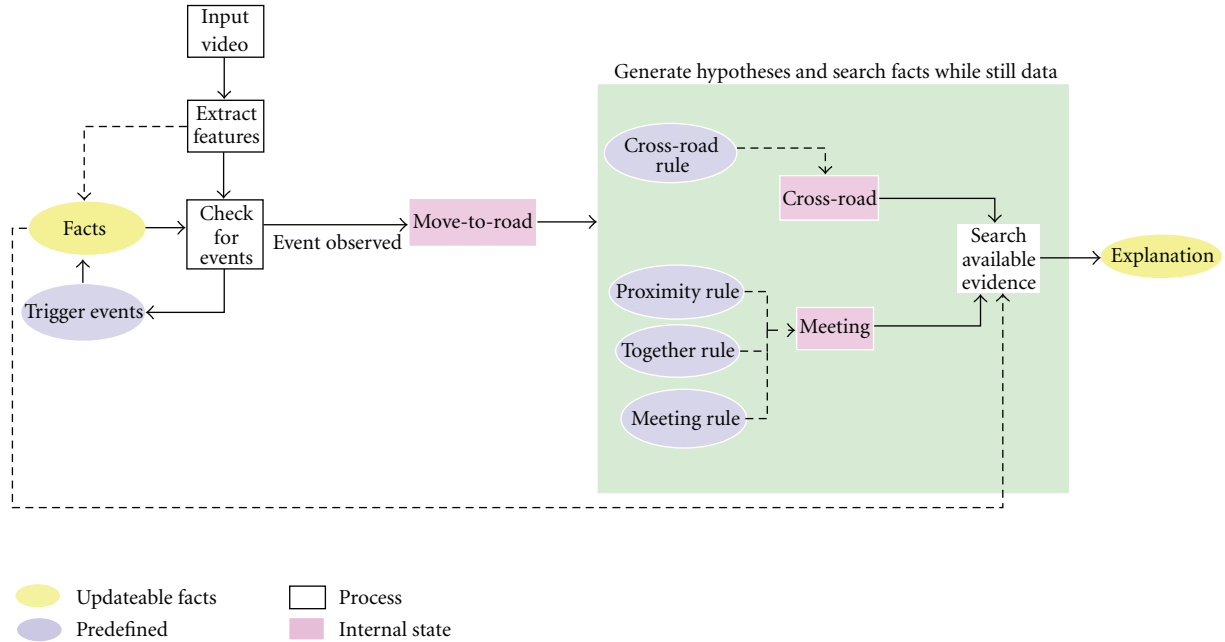 Input
video
Extract
features
Facts
Check
for
events
Trigger events
Event observed
Move-to-road
Generate hypotheses and search facts while still data
Cross-road
rule
Cross-road
Proximity rule
Together rule
Meeting rule
Meeting
Search
available
evidence
Explanation
Updateable facts
Predefined
Process
Internal state